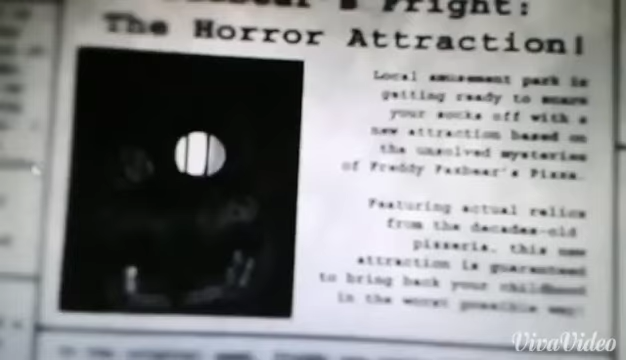 Fright:
The Horror Attraction!
Local amusement park is
getting ready to scare
your socks off with a
new attraction based on
the unsolved mysteries
of Freddy Fazbear's Pizza.
Featuring actual relics
from the decades-old
pizzeria, this new
attraction is guaranteed
to bring back your childhood
in the worst possible way!
VivaVideo